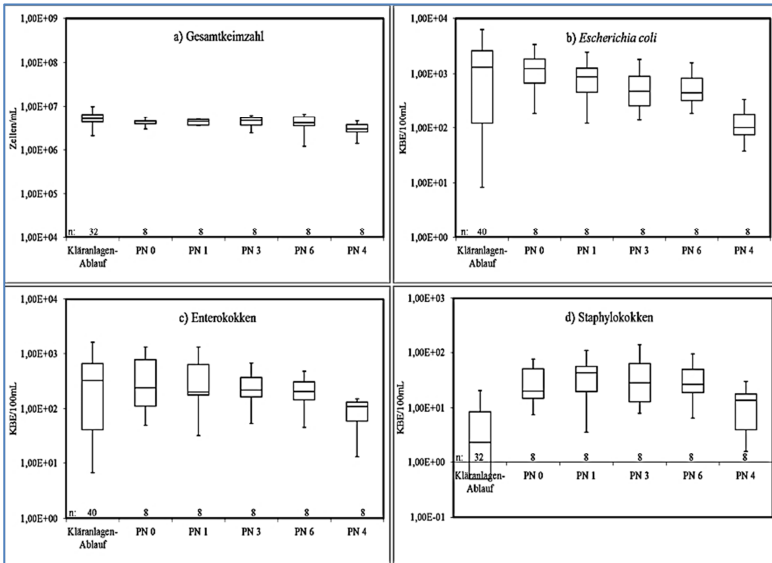 a) Gesamtkeimzahl
1,00E+09
1,00E+08
1,00E+07
1,00E+06
1,00E+05
1,00E+04
Zellen/mL
n: 32 8 8 8 8 8
Kläranlagen-Ablauf PN 0 PN 1 PN 3 PN 6 PN 4
b) Escherichia coli
1,00E+04
1,00E+03
1,00E+02
1,00E+01
1,00E+00
KBE/100mL
n: 40 8 8 8 8 8
Kläranlagen-Ablauf PN 0 PN 1 PN 3 PN 6 PN 4
c) Enterokokken
1,00E+04
1,00E+03
1,00E+02
1,00E+01
1,00E+00
KBE/100mL
n: 40 8 8 8 8 8
Kläranlagen-Ablauf PN 0 PN 1 PN 3 PN 6 PN 4
d) Staphylokokken
1,00E+03
1,00E+02
1,00E+01
1,00E+00
1,00E-01
KBE/100mL
n: 32 8 8 8 8 8
Kläranlagen-Ablauf PN 0 PN 1 PN 3 PN 6 PN 4